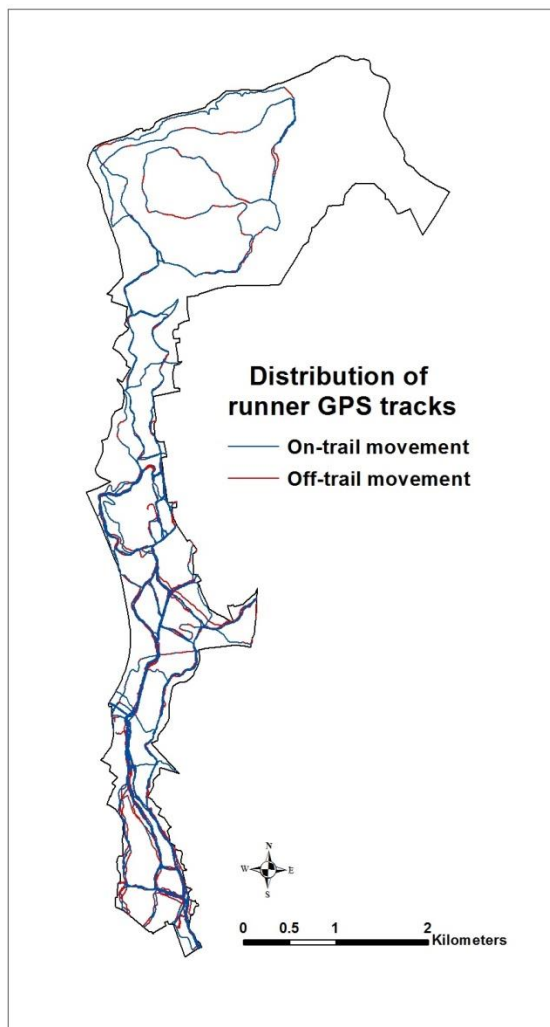 Distribution of
runner GPS tracks
On-trail movement
Off-trail movement
N
W E
S
0 0.5 1 2
Kilometers